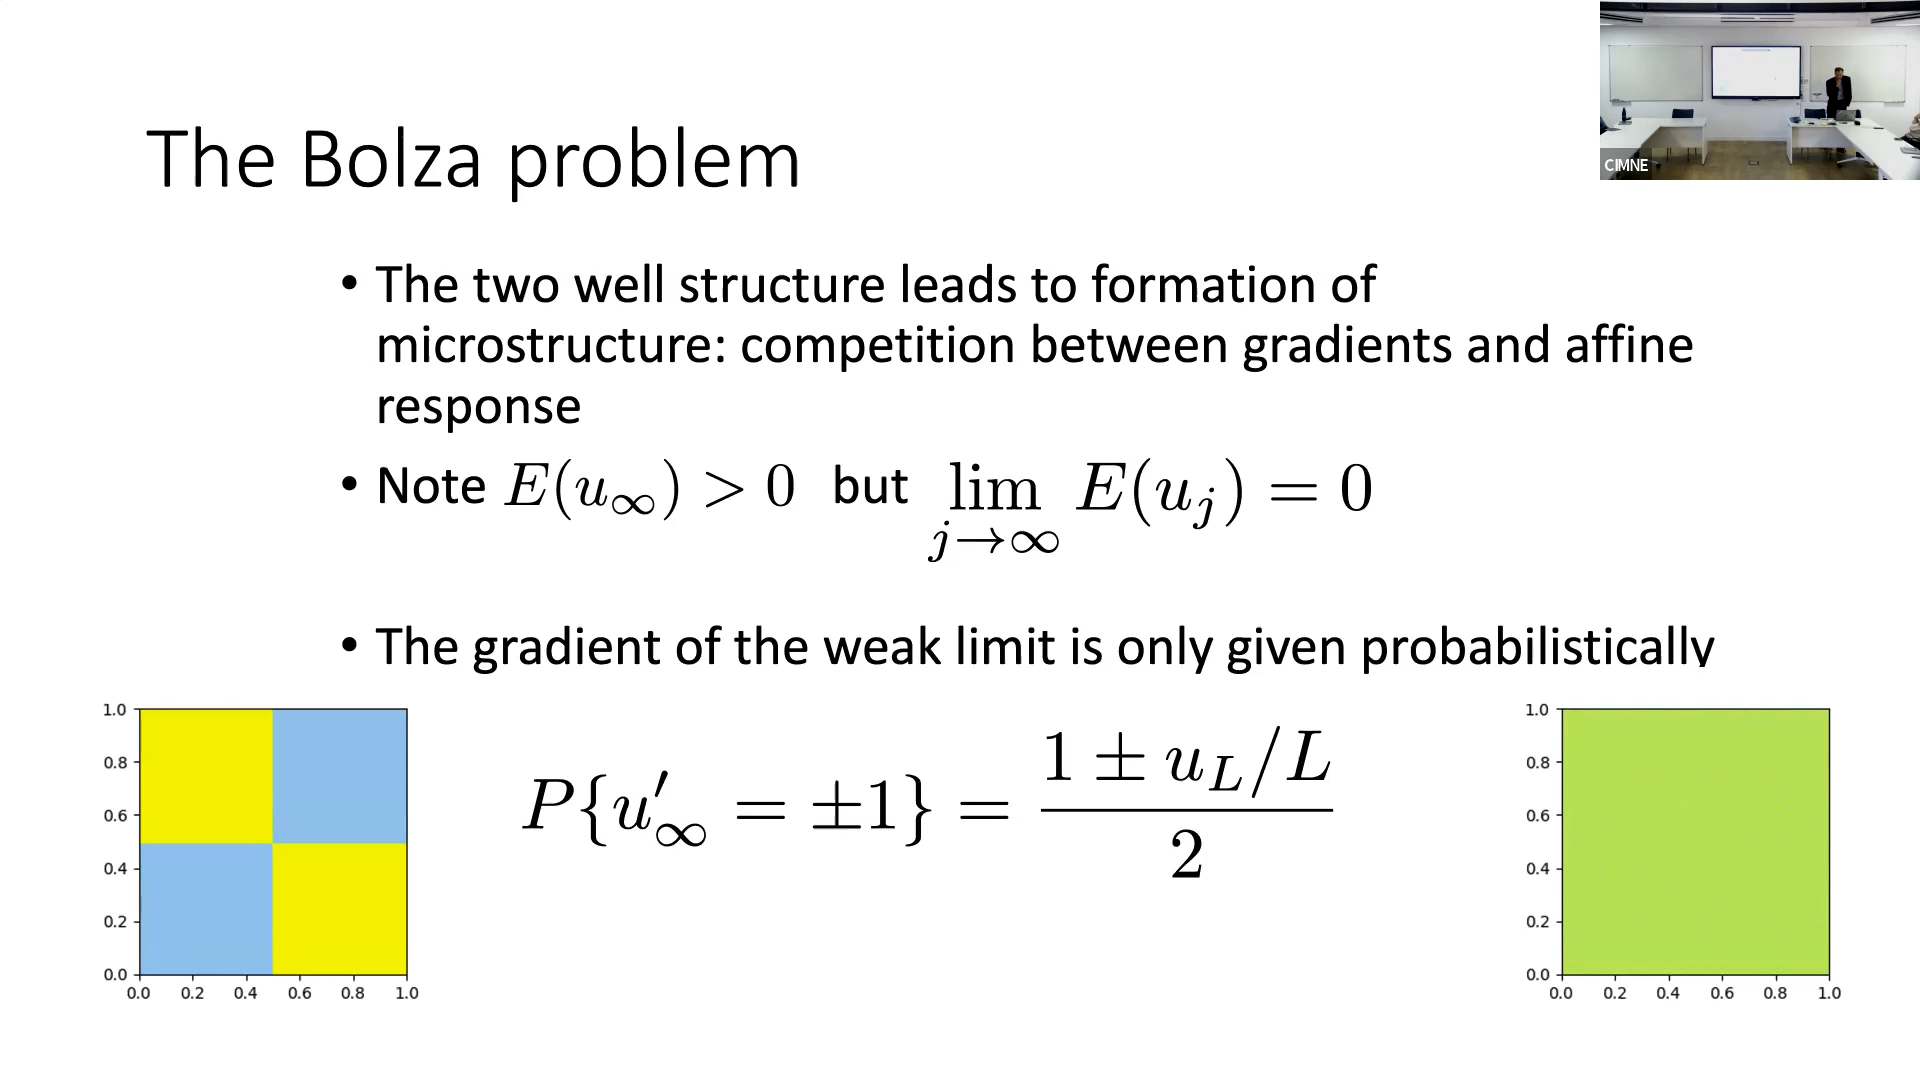 CIMNE
The Bolza problem
• The two well structure leads to formation of
microstructure: competition between gradients and affine
response
• Note E(u_∞) > 0 but lim_{j→∞} E(u_j) = 0
• The gradient of the weak limit is only given probabilistically
P{u'_∞ = ±1} = (1 ± u_L/L)/2
1.0
0.8
0.6
0.4
0.2
0.0
0.0 0.2 0.4 0.6 0.8 1.0
1.0
0.8
0.6
0.4
0.2
0.0
0.0 0.2 0.4 0.6 0.8 1.0